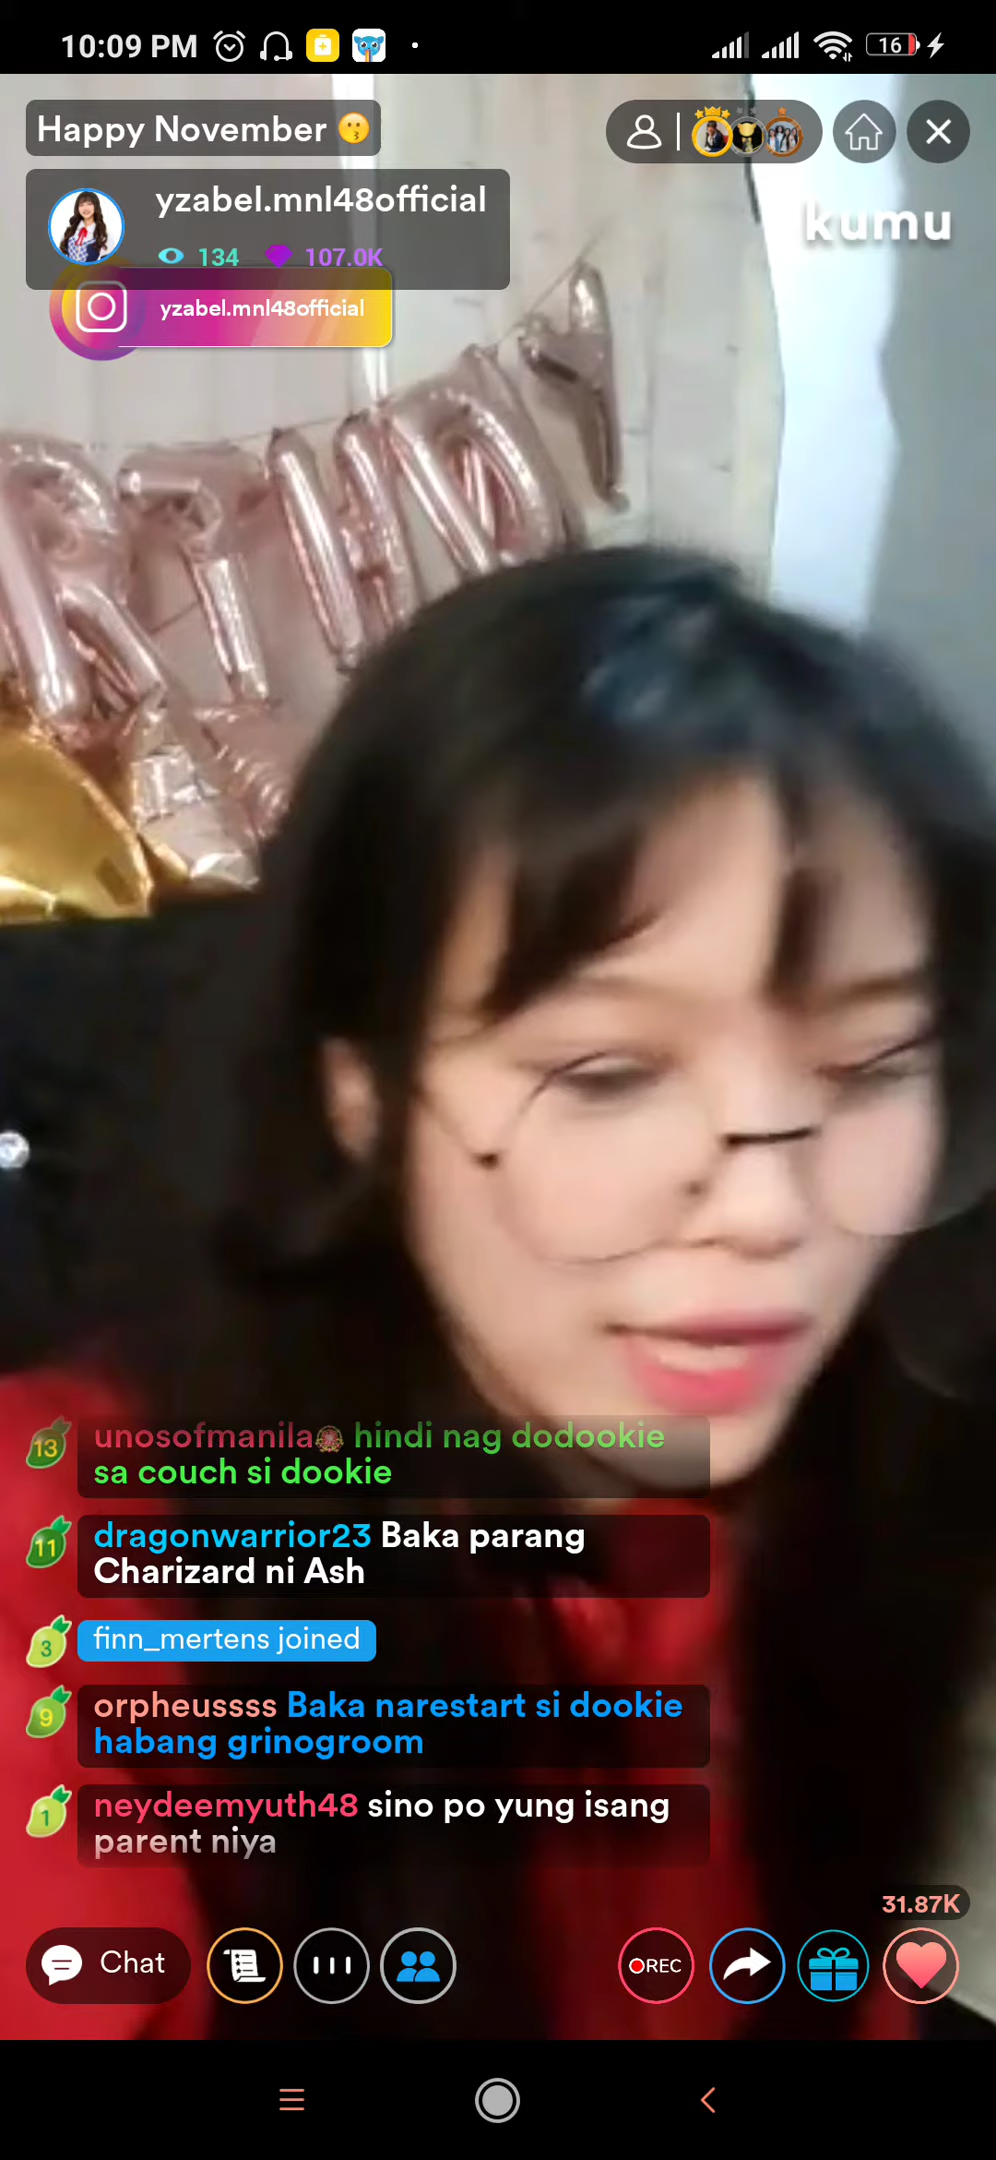 10:09 PM
16
Happy November 😗
yzabel.mnl48official
134 107.0K
kumu
yzabel.mnl48official
RTHDAY
unosofmanila hindi nag dodookie
sa couch si dookie
13
dragonwarrior23 Baka parang
Charizard ni Ash
11
finn_mertens joined
3
orpheussss Baka narestart si dookie
habang grinogroom
9
neydeemyuth48 sino po yung isang
parent niya
1
31.87K
Chat
REC